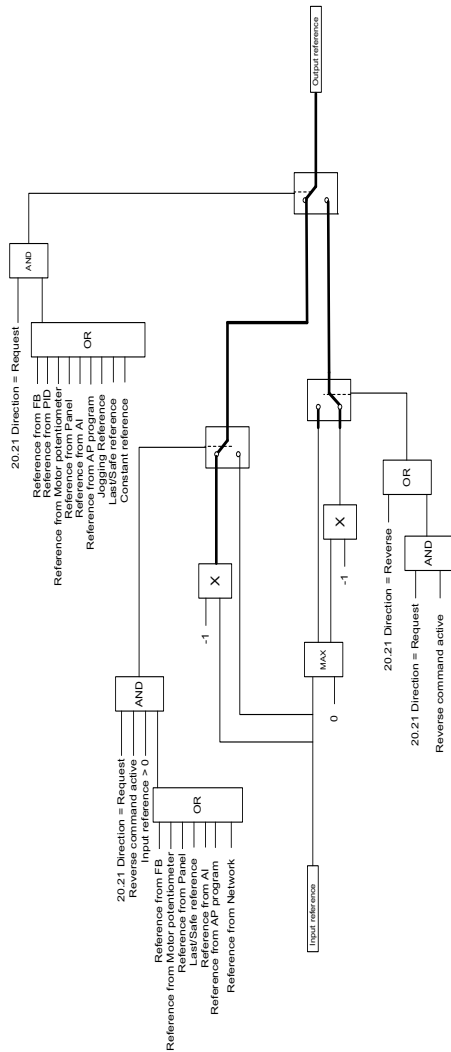 20.21 Direction = Request
AND
Reference from FB
Reference from PID
Reference from Motor potentiometer
Reference from Panel
Reference from AI
Reference from AP program
Jogging Reference
Last/Safe reference
Constant reference
OR
Output reference
20.21 Direction = Request
Reverse command active
Input reference > 0
AND
Reference from FB
Reference from Motor potentiometer
Reference from Panel
Last/Safe reference
Reference from AI
Reference from AP program
Reference from Network
OR
-1
X
Input reference
MAX
0
-1
X
20.21 Direction = Reverse
OR
20.21 Direction = Request
Reverse command active
AND